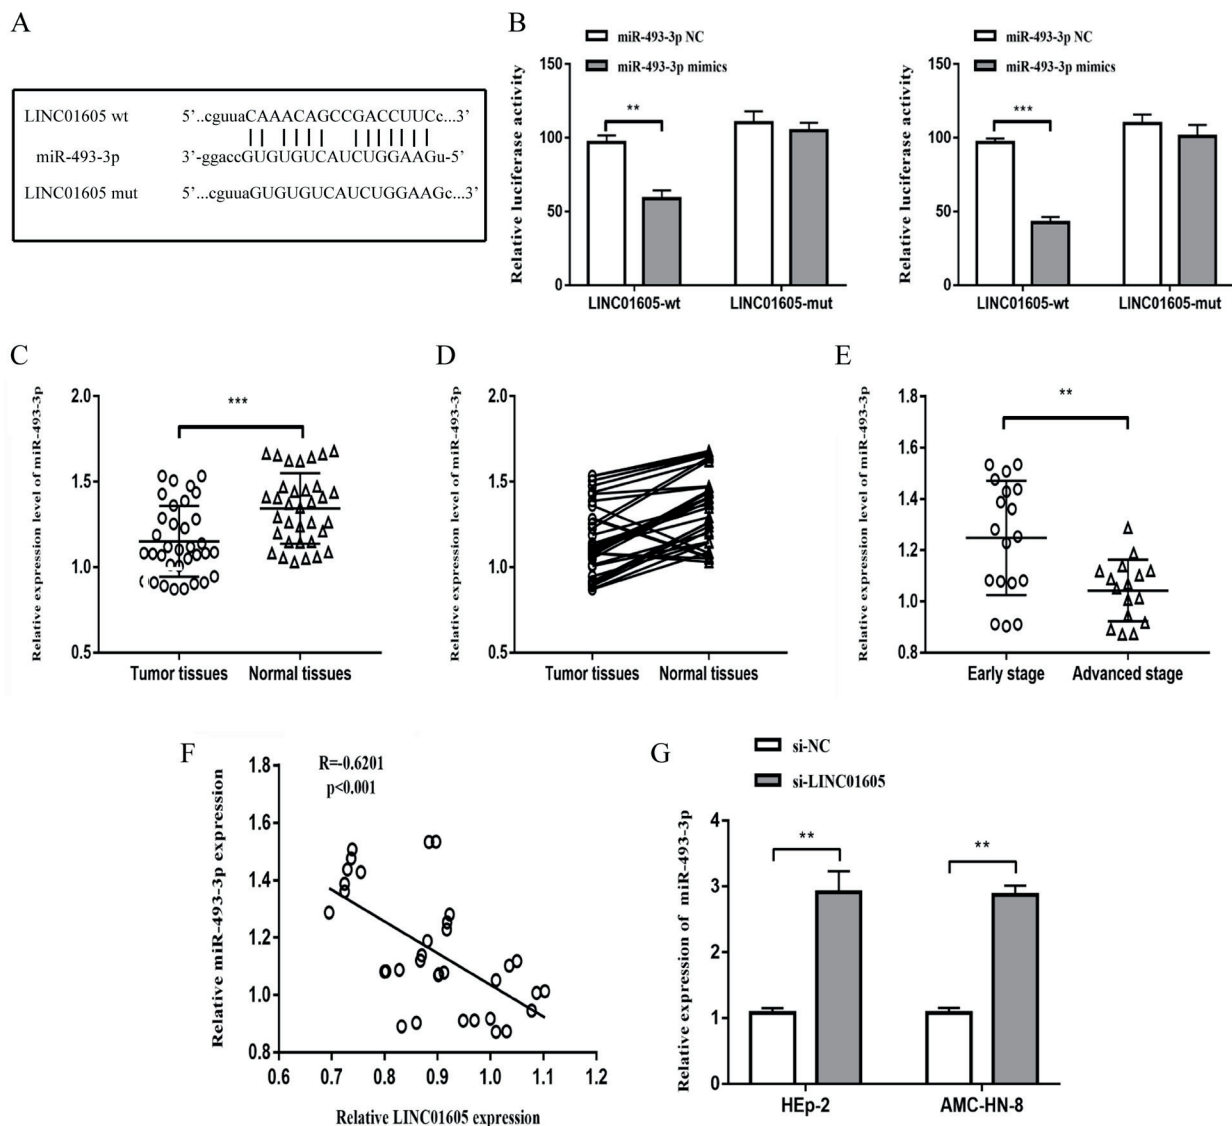 A
LINC01605 wt 5’..cguuaCAAACAGCCGACCUUCc...3’
miR-493-3p 3’-ggaccGUGUGUCAUCUGGAAGu-5’
LINC01605 mut 5’...cguuaGUGUGUCAUCUGGAAGc...3’
B
miR-493-3p NC
miR-493-3p mimics
Relative luciferase activity
150
100
50
0
**
LINC01605-wt LINC01605-mut
miR-493-3p NC
miR-493-3p mimics
Relative luciferase activity
150
100
50
0
***
LINC01605-wt LINC01605-mut
C
Relative expression level of miR-493-3p
2.0
1.5
1.0
0.5
***
Tumor tissues Normal tissues
D
Relative expression level of miR-493-3p
2.0
1.5
1.0
0.5
Tumor tissues Normal tissues
E
Relative expression level of miR-493-3p
1.8
1.6
1.4
1.2
1.0
0.8
**
Early stage Advanced stage
F
R=-0.6201
p<0.001
Relative miR-493-3p expression
1.8
1.6
1.4
1.2
1.0
0.8
0.6 0.7 0.8 0.9 1.0 1.1 1.2
Relative LINC01605 expression
G
si-NC
si-LINC01605
Relative expression of miR-493-3p
4
3
2
1
0
** **
HEp-2 AMC-HN-8